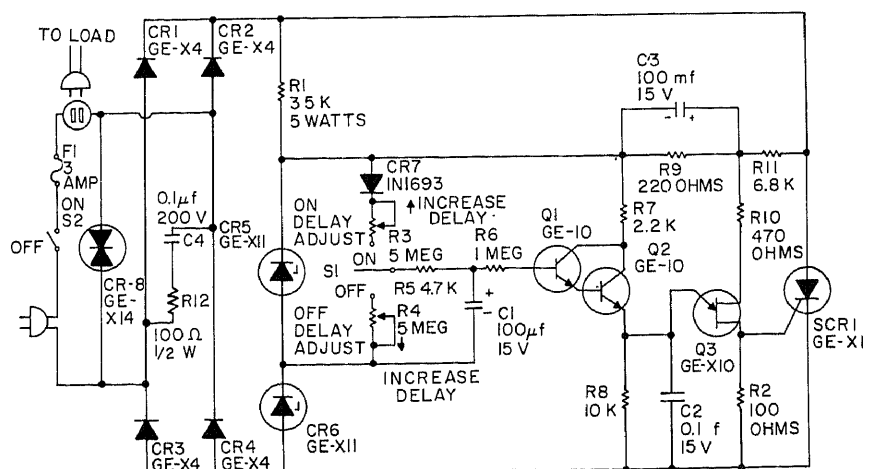 TO LOAD
CR1
GE-X4
CR2
GE-X4
F1
3
AMP
ON
S2
OFF
CR-8
GE-
X14
0.1µf
200 V
C4
R12
100 Ω
1/2 W
CR5
GE-X11
CR3
GE-X4
CR4
GE-X4
CR6
GE-X11
R1
3.5 K
5 WATTS
CR7
IN1693
INCREASE
DELAY
ON
DELAY
ADJUST
R3
5 MEG
S1
ON
OFF
R5 4.7 K
R6
1 MEG
OFF
DELAY
ADJUST
R4
5 MEG
INCREASE
DELAY
C1
100µf
15 V
+
-
Q1
GE-10
Q2
GE-10
R7
2.2 K
C3
100 mf
15 V
-
+
R9
220 OHMS
R11
6.8 K
R10
470
OHMS
Q3
GE-X10
SCR1
GE-X1
R8
10 K
C2
0.1 f
15 V
R2
100
OHMS